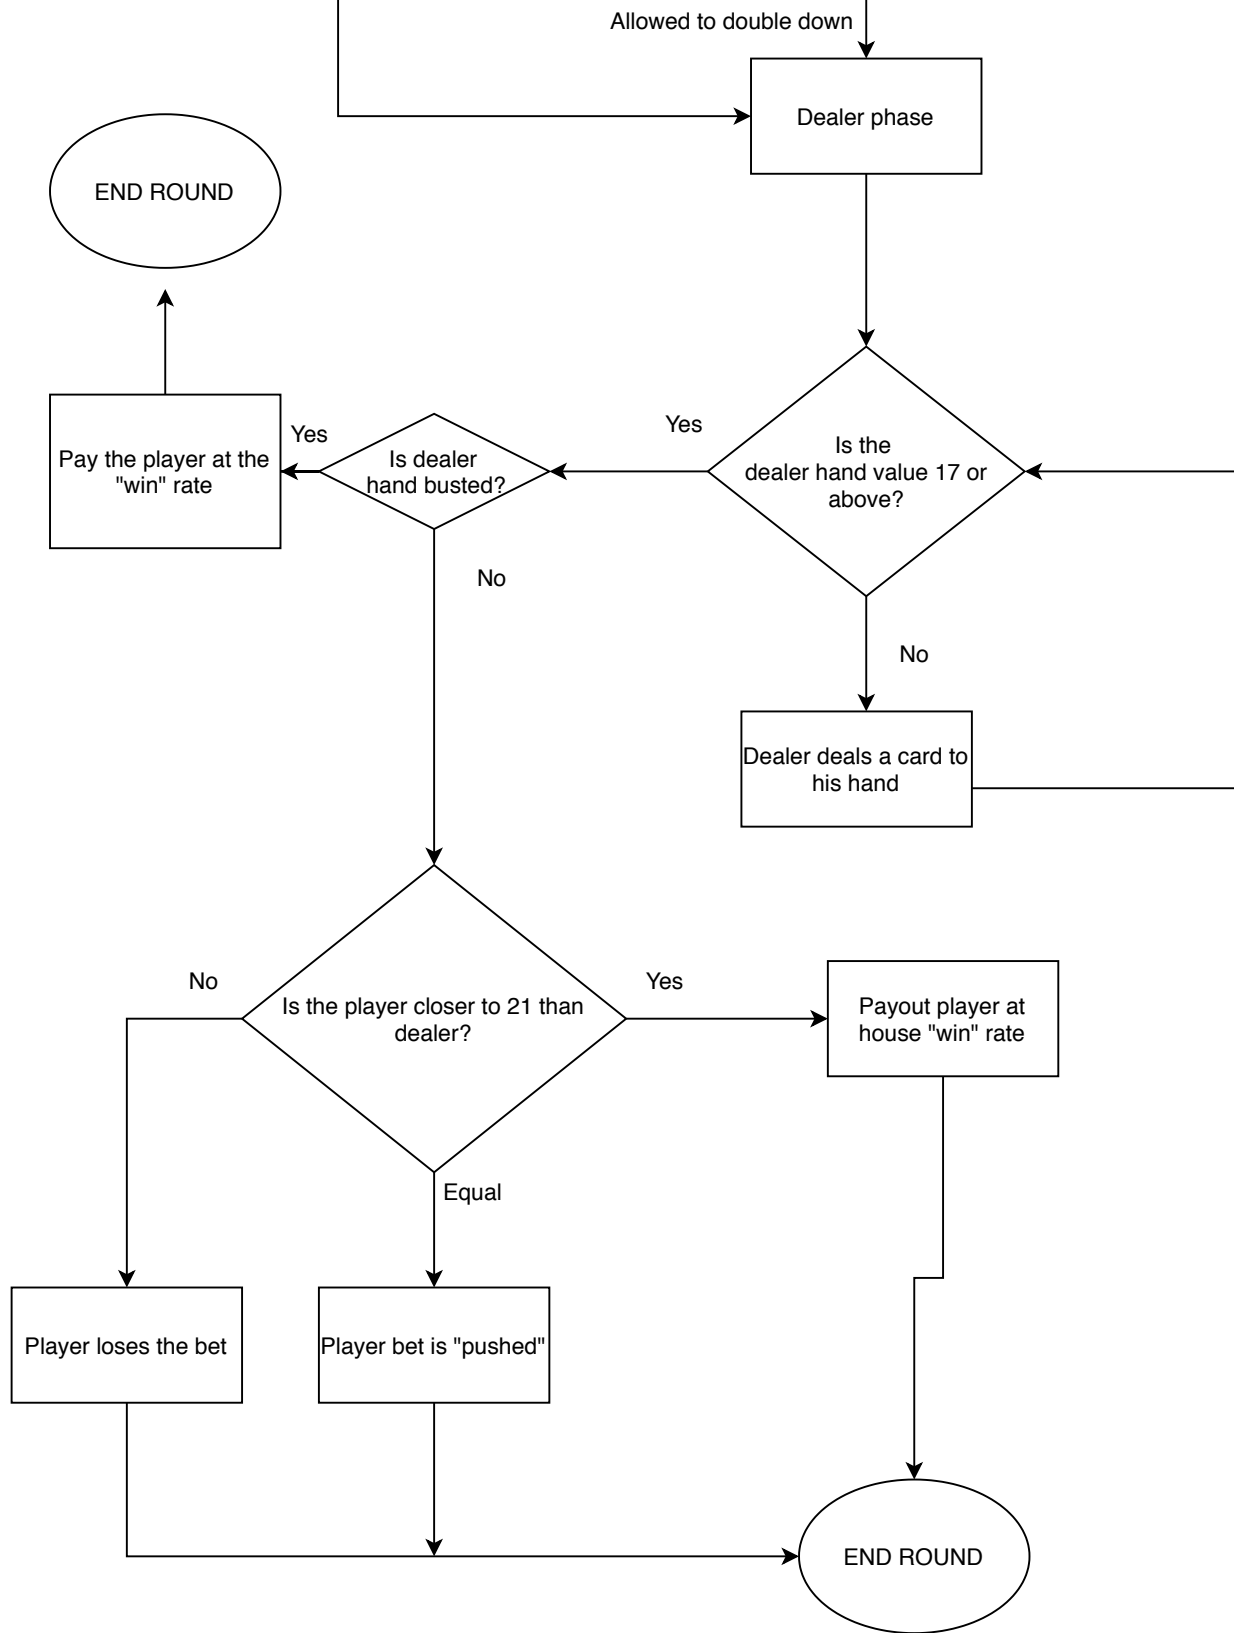 Allowed to double down
Dealer phase
END ROUND
Yes
Yes
Pay the player at the
"win" rate
Is dealer
hand busted?
Is the
dealer hand value 17 or
above?
No
No
Dealer deals a card to
his hand
No
Yes
Is the player closer to 21 than
dealer?
Payout player at
house "win" rate
Equal
Player loses the bet
Player bet is "pushed"
END ROUND